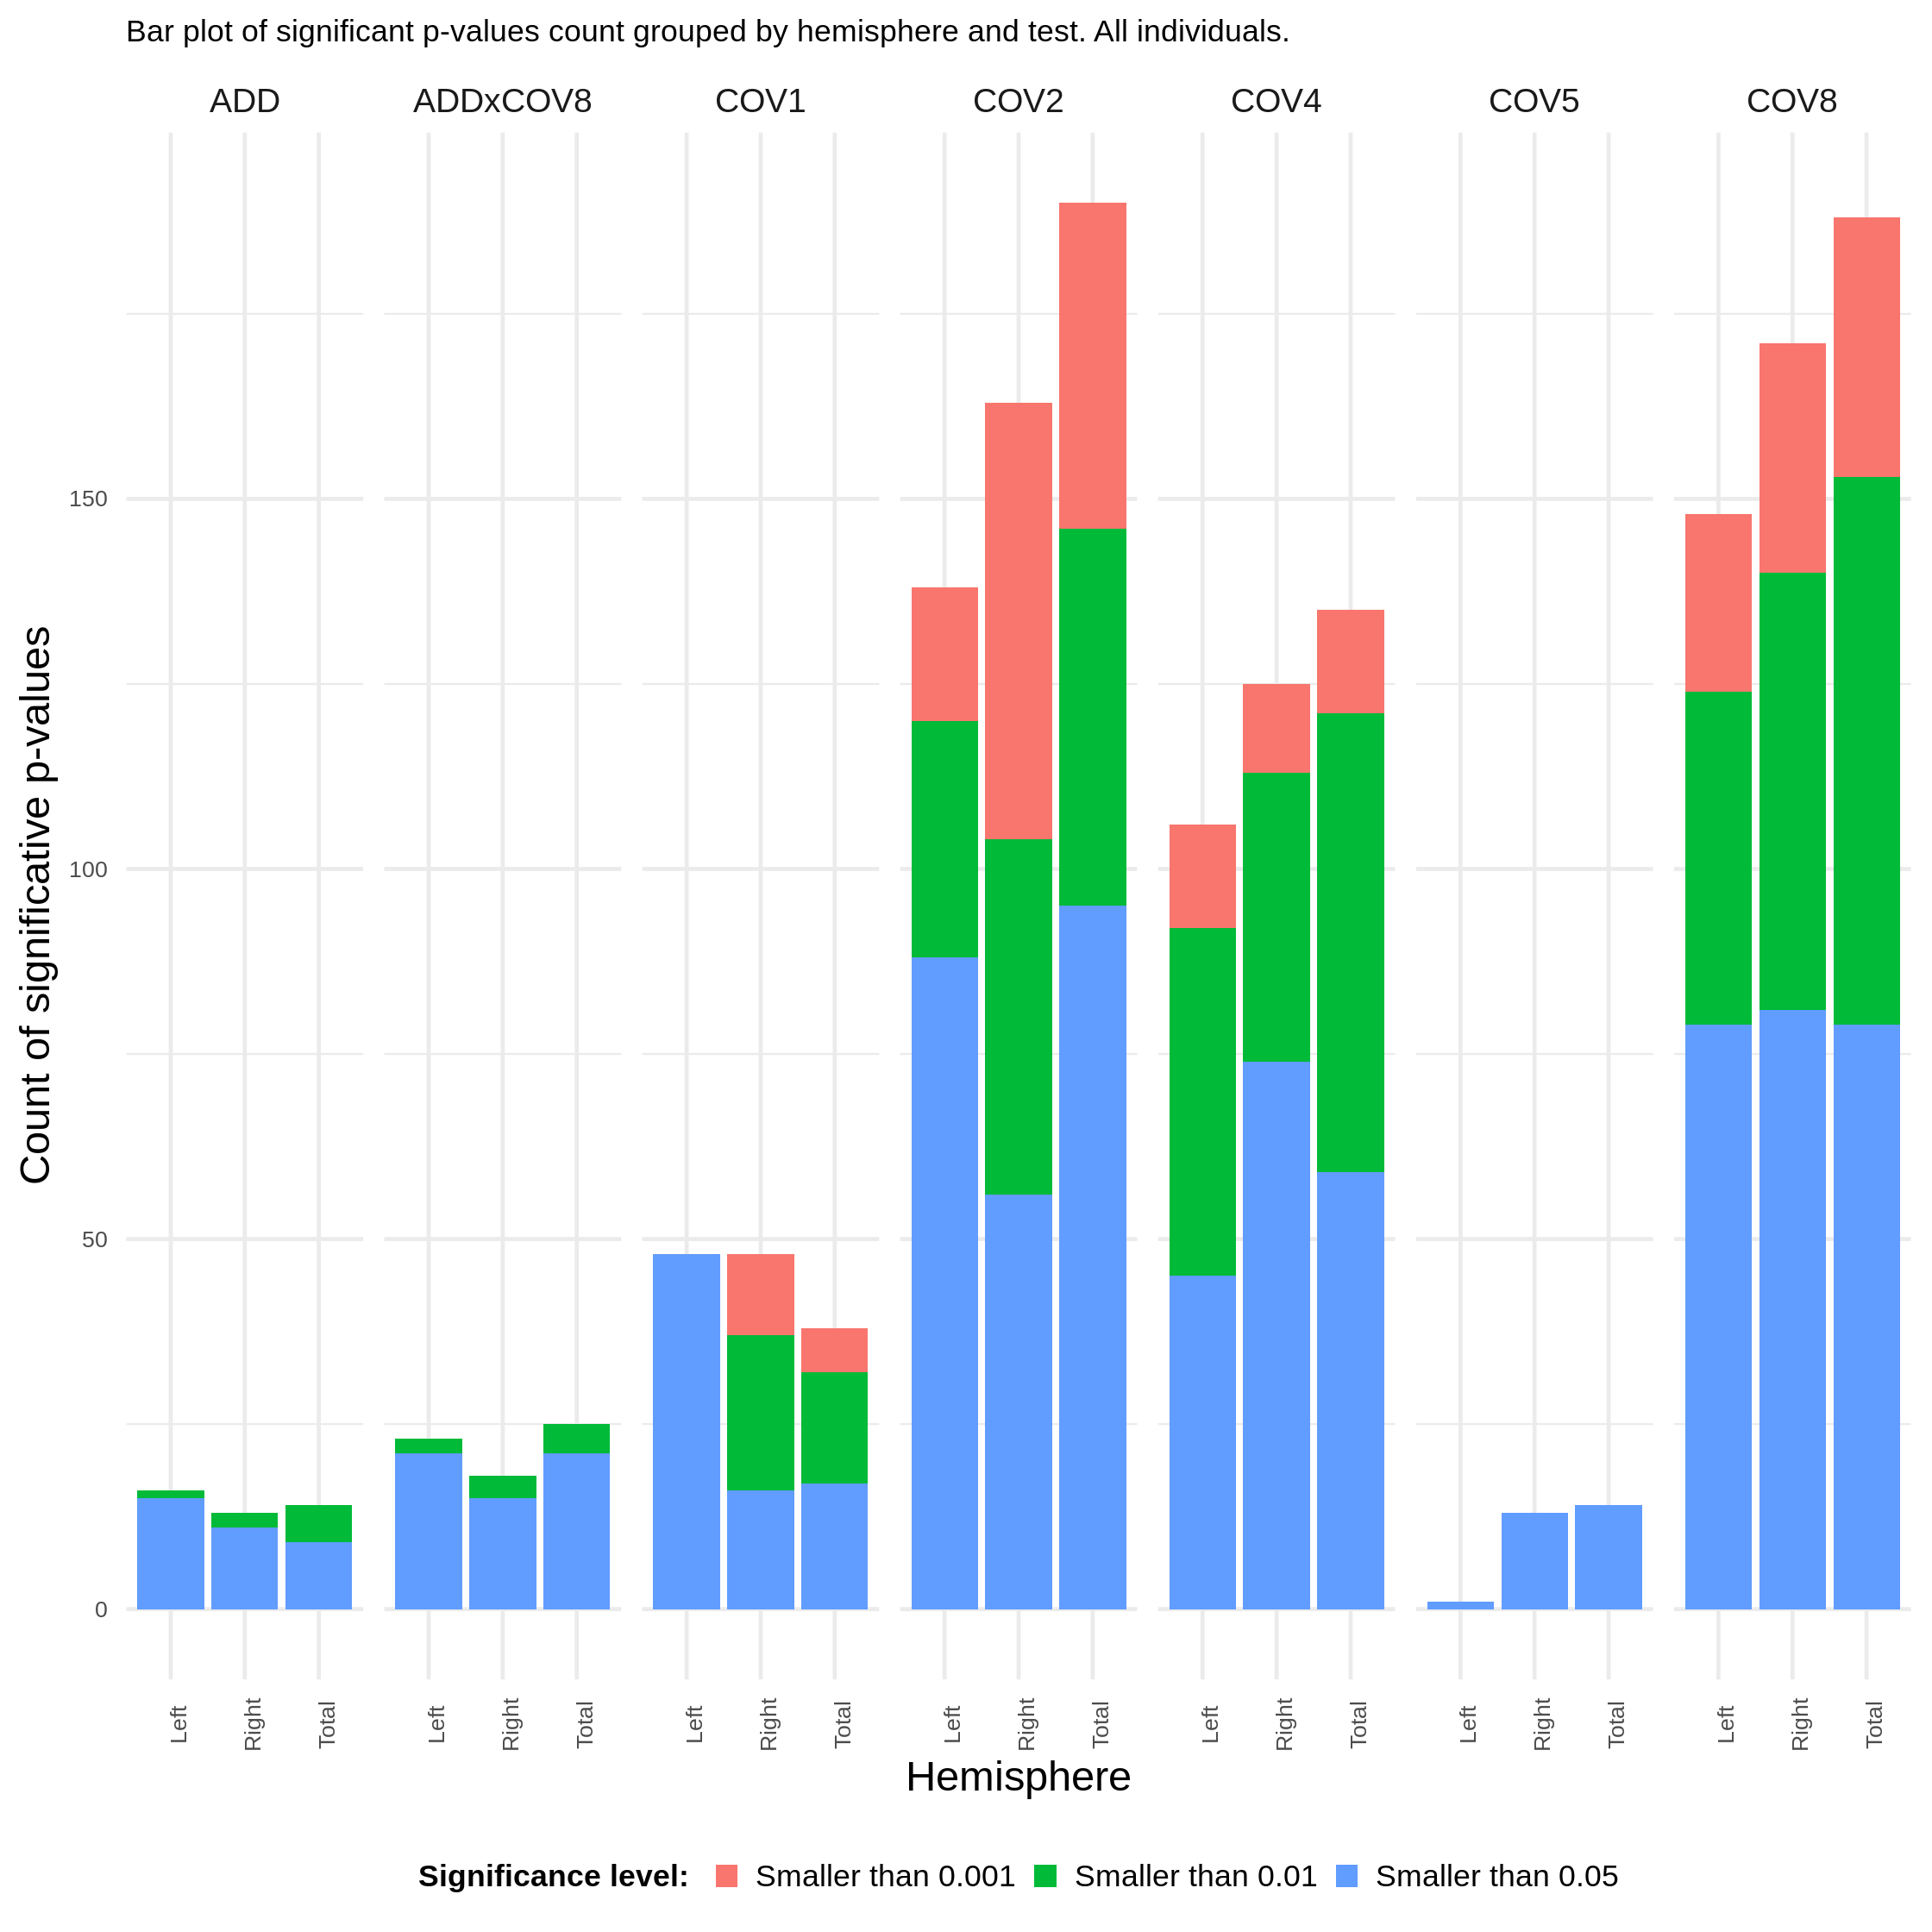 Bar plot of significant p-values count grouped by hemisphere and test. All individuals.
ADD ADDxCOV8 COV1 COV2 COV4 COV5 COV8
Count of significative p-values
150
100
50
0
Left Right Total Left Right Total Left Right Total Left Right Total Left Right Total Left Right Total Left Right Total
Hemisphere
Significance level: Smaller than 0.001 Smaller than 0.01 Smaller than 0.05